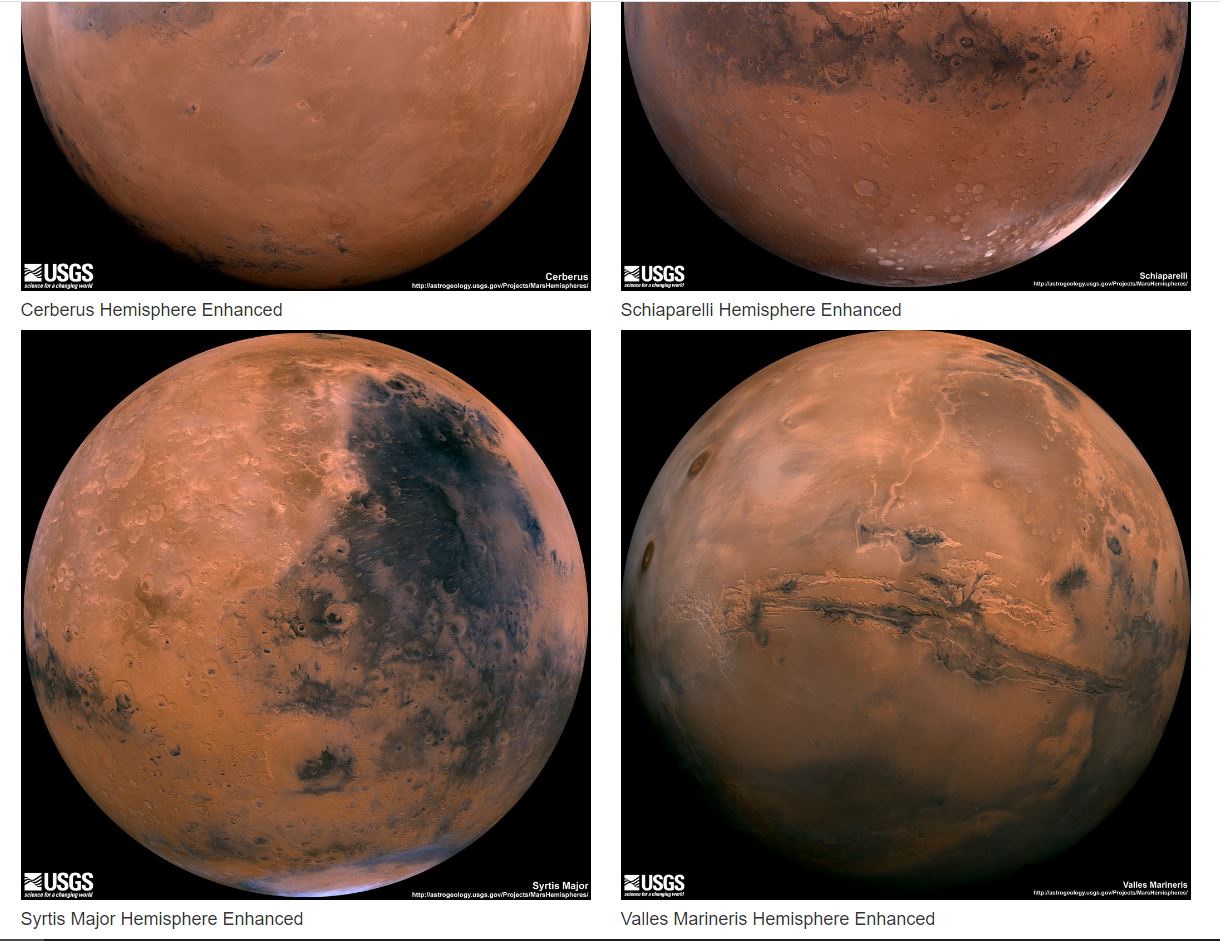 USGS
science for a changing world
Cerberus
http://astrogeology.usgs.gov/Projects/MarsHemispheres/
USGS
science for a changing world
Schiaparelli
http://astrogeology.usgs.gov/Projects/MarsHemispheres/
Cerberus Hemisphere Enhanced
Schiaparelli Hemisphere Enhanced
USGS
science for a changing world
Syrtis Major
http://astrogeology.usgs.gov/Projects/MarsHemispheres/
USGS
science for a changing world
Valles Marineris
http://astrogeology.usgs.gov/Projects/MarsHemispheres/
Syrtis Major Hemisphere Enhanced
Valles Marineris Hemisphere Enhanced